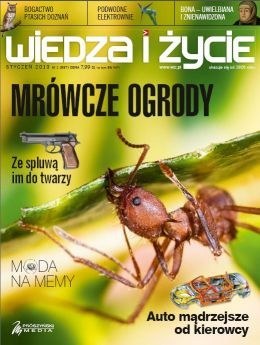 BOGACTWO
PTASICH DOZNAŃ
PODWODNE
ELEKTROWNIE
BONA – UWIELBIANA
I ZNIENAWIDZONA
WIEDZA i ŻYCIE
www.wiz.pl
MRÓWCZE OGRODY
Ze spluwą
im do twarzy
MODA
NA MEMY
PRÓSZYŃSKI
MEDIA
Auto mądrzejsze
od kierowcy